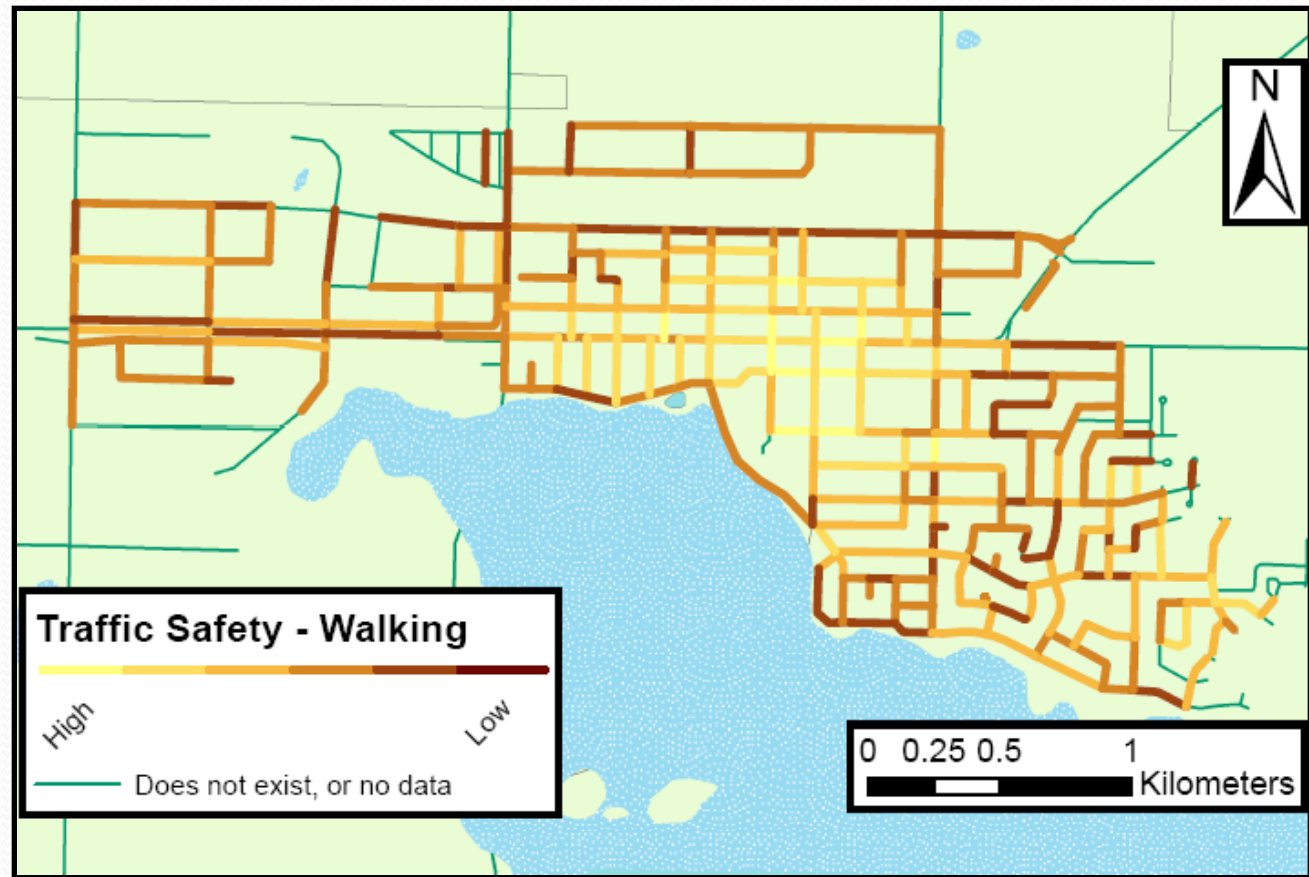 N
Traffic Safety - Walking
High
Low
Does not exist, or no data
0 0.25 0.5 1
Kilometers